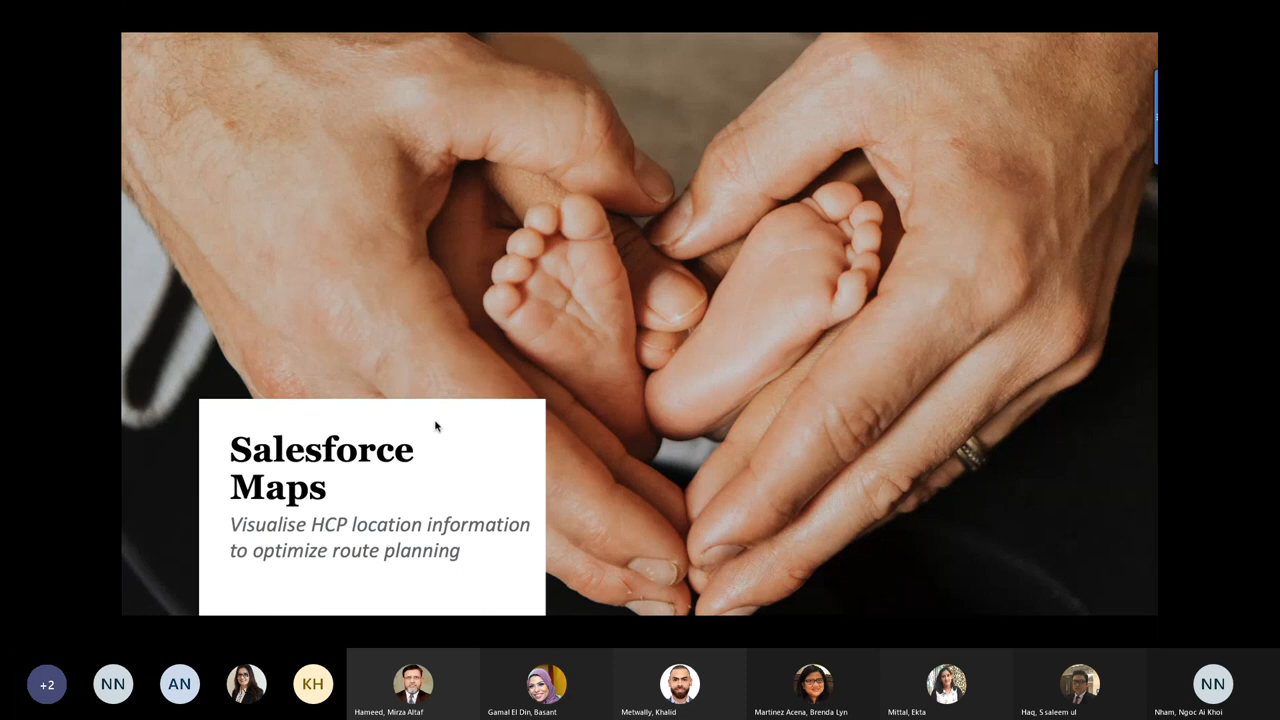 Salesforce
Maps
Visualise HCP location information
to optimize route planning
+2
NN
AN
KH
NN
Hameed, Mirza Altaf
Gamal El Din, Basant
Metwally, Khalid
Martinez Acena, Brenda Lyn
Mittal, Ekta
Haq, S saleem ul
Nham, Ngoc Ai Khoi